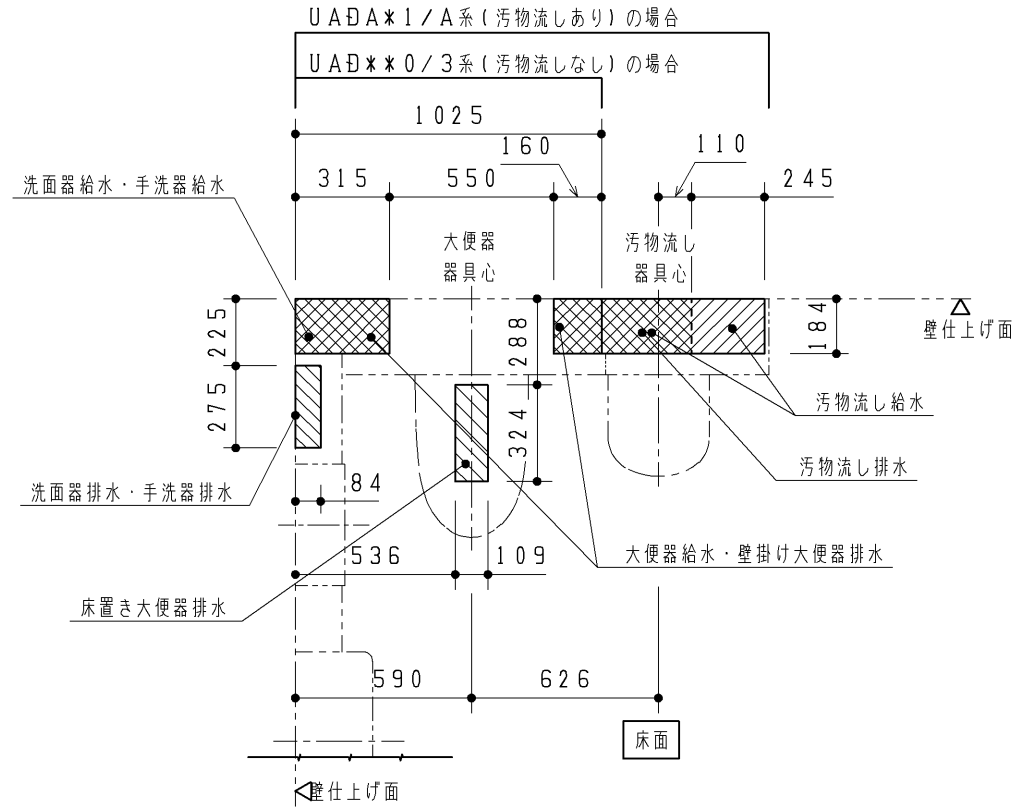 UADA*1/A系(汚物流しあり)の場合
UAD**0/3系(汚物流しなし)の場合
1025
160
110
315
550
245
洗面器給水・手洗器給水
大便器
器具心
汚物流し
器具心
225
288
184
壁仕上げ面
275
324
汚物流し給水
汚物流し排水
84
洗面器排水・手洗器排水
536
109
大便器給水・壁掛け大便器排水
床置き大便器排水
590
626
床面
壁仕上げ面